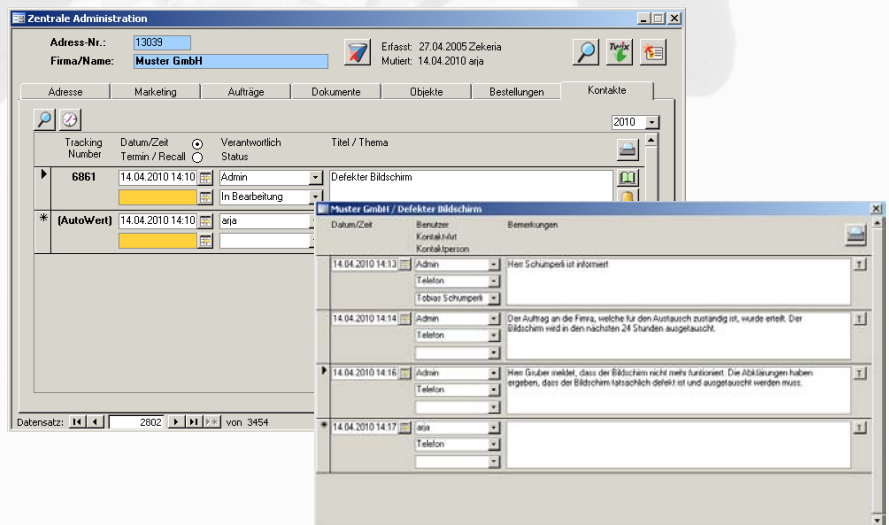 Zentrale Administration
Adress-Nr.: 13039
Firma/Name: Muster GmbH
Erfasst: 27.04.2005 Zekeria
Mutiert: 14.04.2010 arja
Twix
Adresse Marketing Aufträge Dokumente Objekte Bestellungen Kontakte
2010
Tracking Number Datum/Zeit Termin / Recall Verantwortlich Status Titel / Thema
6861 14.04.2010 14:10 Admin Defekter Bildschirm
In Bearbeitung
(AutoWert) 14.04.2010 14:10 arja
Datensatz: 2802 von 3454
Muster GmbH / Defekter Bildschirm
Datum/Zeit Benutzer Bemerkungen
Kontakt-Art
Kontaktperson
14.04.2010 14:13 Admin Herr Schümperli ist informiert T
Telefon
Tobias Schümperli
14.04.2010 14:14 Admin Der Auftrag an die Firma, welche für den Austausch zuständig ist, wurde erteilt. Der T
Bildschirm wird in den nächsten 24 Stunden ausgetauscht.
Telefon
14.04.2010 14:16 Admin Herr Gruber meldet, dass der Bildschirm nicht mehr funtioniert. Die Abklärungen haben T
ergeben, dass der Bildschirm tatsächlich defekt ist und ausgetauscht werden muss.
Telefon
14.04.2010 14:17 arja T
Telefon